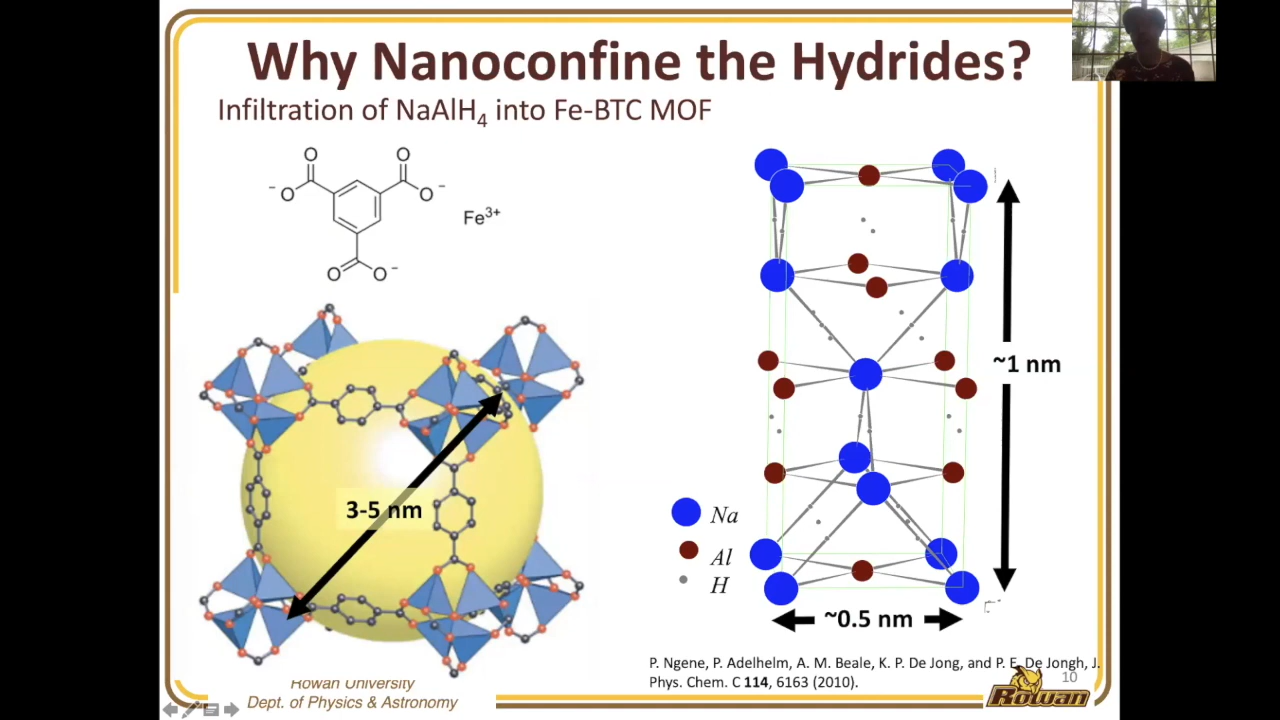 Why Nanoconfine the Hydrides?
Infiltration of NaAlH₄ into Fe-BTC MOF
O
O
⁻O
O⁻
Fe³⁺
O
O⁻
~1 nm
3-5 nm
Na
Al
H
~0.5 nm
P. Ngene, P. Adelhelm, A. M. Beale, K. P. De Jong, and P. E. De Jongh, J.
Phys. Chem. C 114, 6163 (2010).
10
Rowan University
Dept. of Physics & Astronomy
Rowan